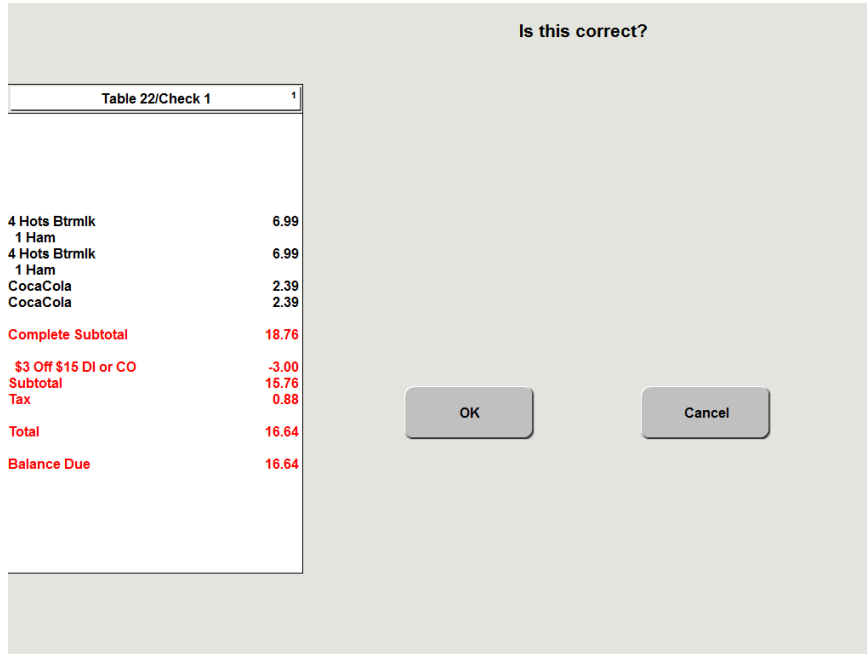 Is this correct?
Table 22/Check 1 1
4 Hots Btrmlk 6.99
1 Ham
4 Hots Btrmlk 6.99
1 Ham
CocaCola 2.39
CocaCola 2.39
Complete Subtotal 18.76
$3 Off $15 DI or CO -3.00
Subtotal 15.76
Tax 0.88
Total 16.64
Balance Due 16.64
OK Cancel